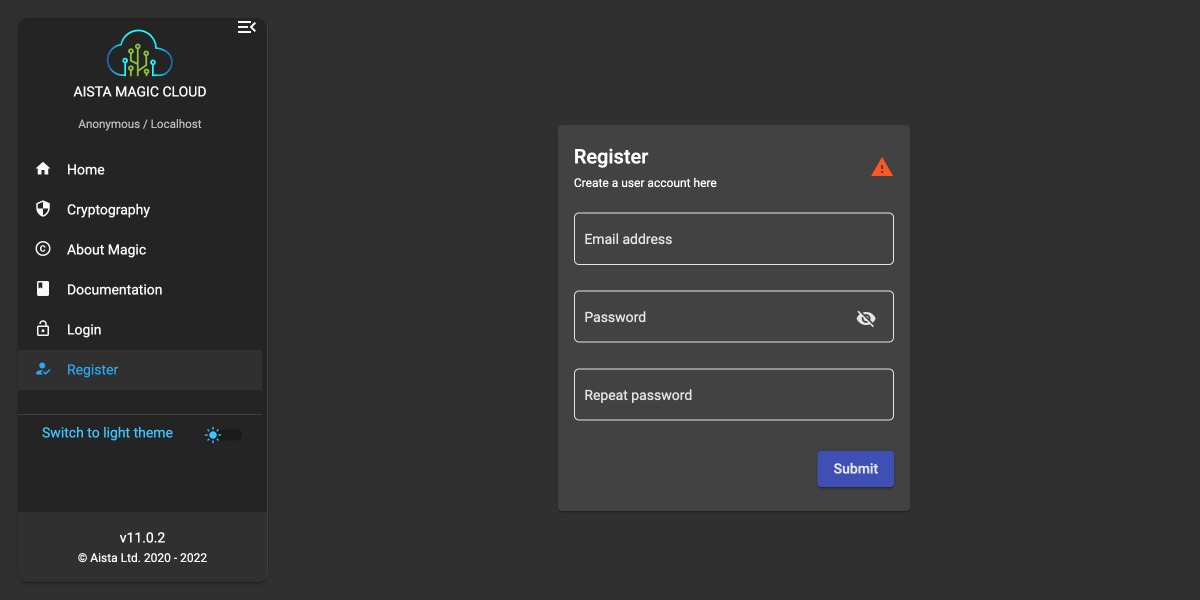 AISTA MAGIC CLOUD
Anonymous / Localhost
Home
Cryptography
About Magic
Documentation
Login
Register
Switch to light theme
v11.0.2
© Aista Ltd. 2020 - 2022
Register
Create a user account here
Email address
Password
Repeat password
Submit